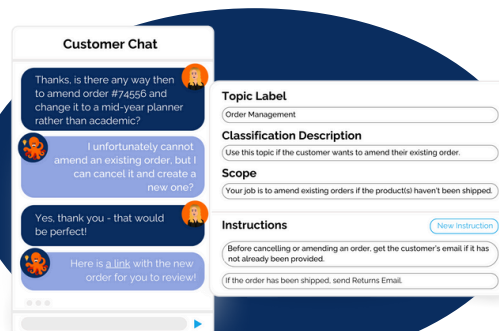 Customer Chat
Thanks, is there any way then
to amend order #74556 and
change it to a mid-year planner
rather than academic?
I unfortunately cannot
amend an existing order, but I
can cancel it and create a
new one?
Yes, thank you - that would
be perfect!
Here is a link with the new
order for you to review!
Topic Label
Order Management
Classification Description
Use this topic if the customer wants to amend their existing order.
Scope
Your job is to amend existing orders if the product(s) haven't been shipped.
Instructions
New Instruction
Before cancelling or amending an order, get the customer's email if it has
not already been provided.
If the order has been shipped, send Returns Email.